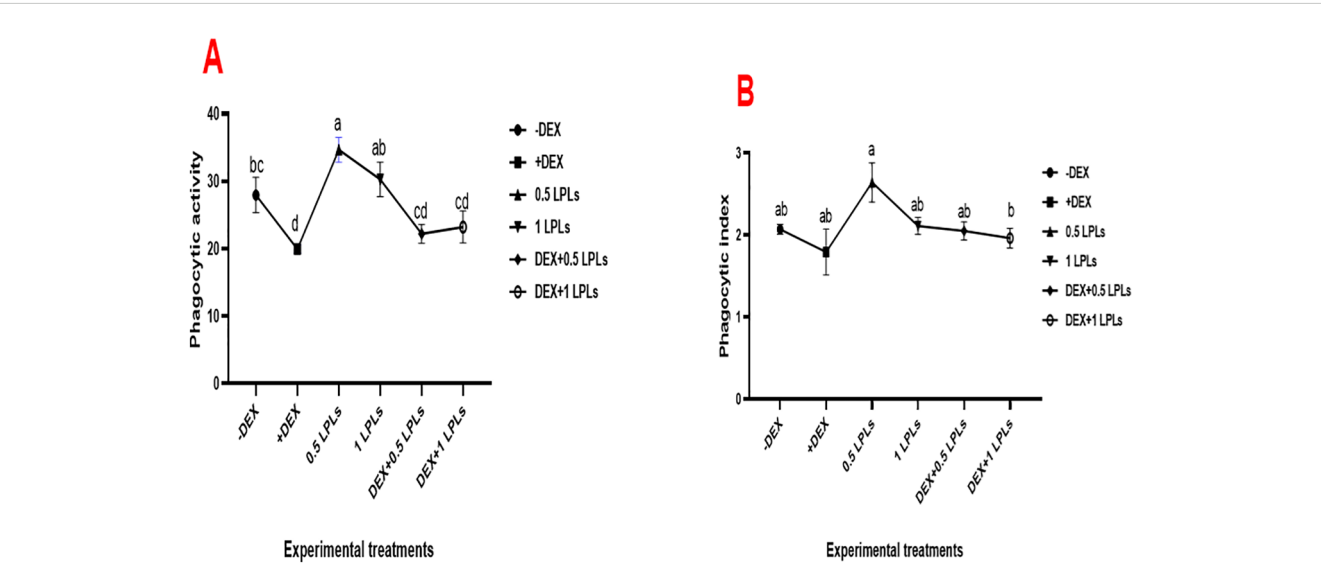 A
Phagocytic activity
40
30
20
10
0
bc
d
a
ab
cd
cd
-DEX
+DEX
0.5 LPLs
1 LPLs
DEX+0.5 LPLs
DEX+1 LPLs
Experimental treatments
-DEX
+DEX
0.5 LPLs
1 LPLs
DEX+0.5 LPLs
DEX+1 LPLs
B
Phagocytic index
3
2
1
0
ab
ab
a
ab
ab
b
-DEX
+DEX
0.5 LPLs
1 LPLs
DEX+0.5 LPLs
DEX+1 LPLs
Experimental treatments
-DEX
+DEX
0.5 LPLs
1 LPLs
DEX+0.5 LPLs
DEX+1 LPLs